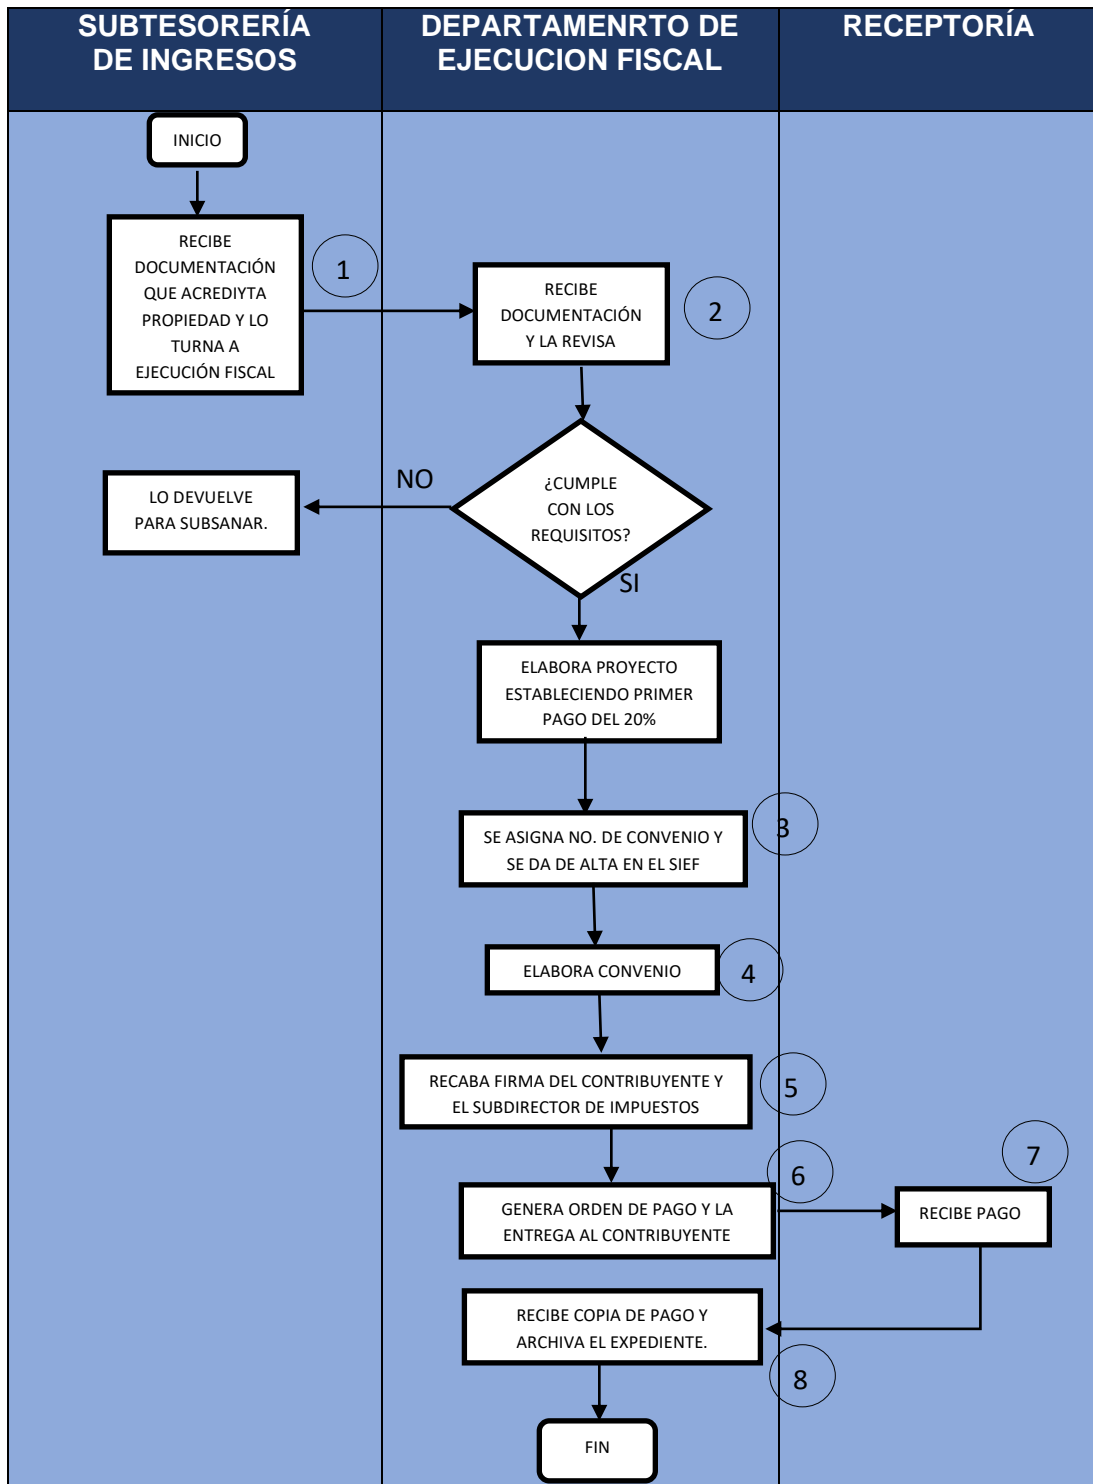 SUBTESORERÍA
DE INGRESOS
DEPARTAMENRTO DE
EJECUCION FISCAL
RECEPTORÍA
INICIO
RECIBE
DOCUMENTACIÓN
QUE ACREDIYTA
PROPIEDAD Y LO
TURNA A
EJECUCIÓN FISCAL
1
RECIBE
DOCUMENTACIÓN
Y LA REVISA
2
¿CUMPLE
CON LOS
REQUISITOS?
NO
LO DEVUELVE
PARA SUBSANAR.
SI
ELABORA PROYECTO
ESTABLECIENDO PRIMER
PAGO DEL 20%
SE ASIGNA NO. DE CONVENIO Y
SE DA DE ALTA EN EL SIEF
3
ELABORA CONVENIO
4
RECABA FIRMA DEL CONTRIBUYENTE Y
EL SUBDIRECTOR DE IMPUESTOS
5
GENERA ORDEN DE PAGO Y LA
ENTREGA AL CONTRIBUYENTE
6
7
RECIBE PAGO
RECIBE COPIA DE PAGO Y
ARCHIVA EL EXPEDIENTE.
8
FIN